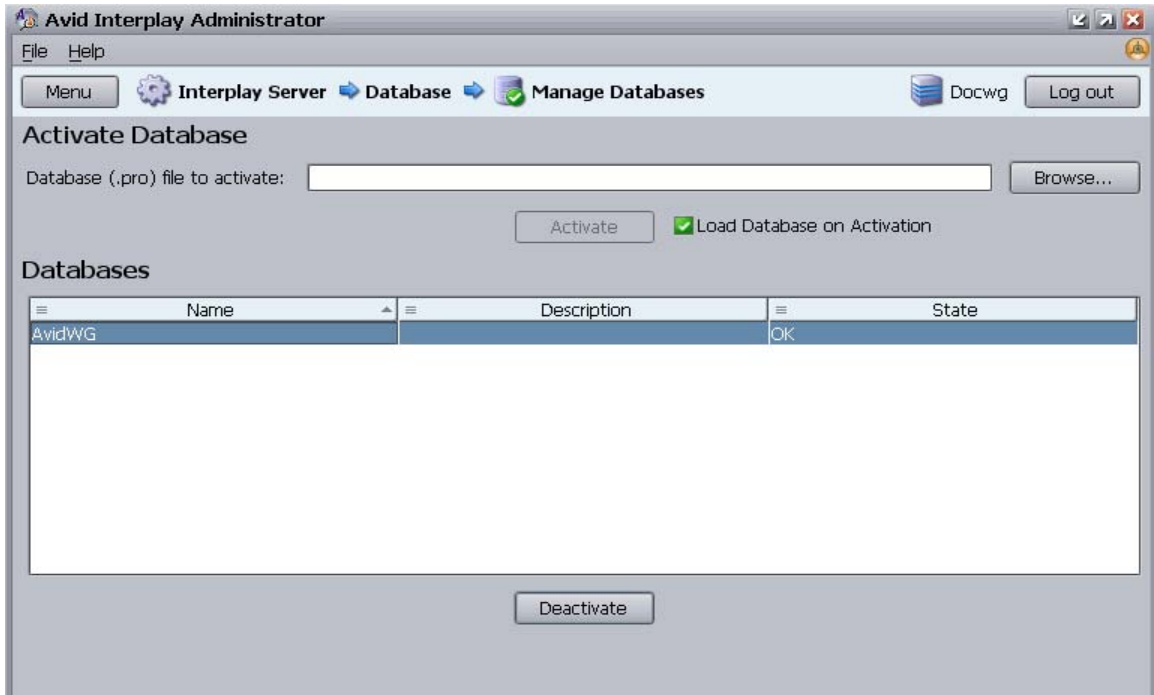 Avid Interplay Administrator
File Help
Menu Interplay Server Database Manage Databases Docwg Log out
Activate Database
Database (.pro) file to activate: Browse...
Activate Load Database on Activation
Databases
Name Description State
AvidWG OK
Deactivate